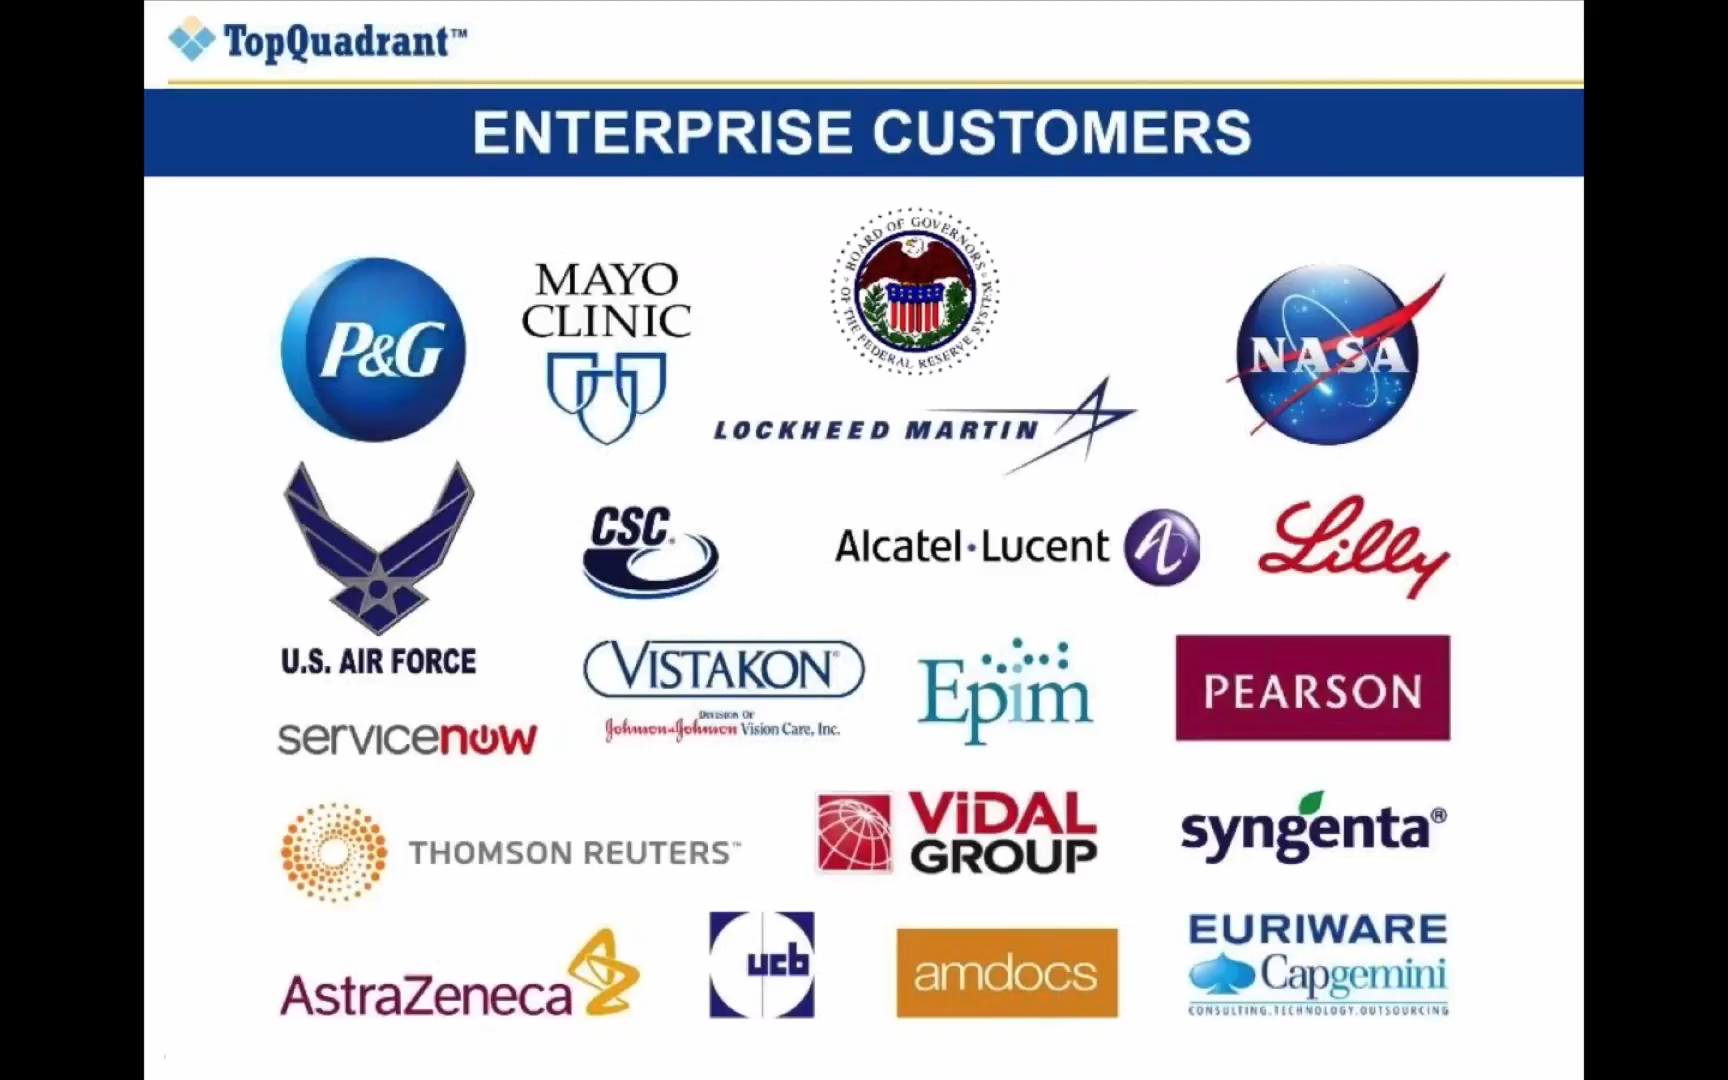 TopQuadrant™
ENTERPRISE CUSTOMERS
P&G
MAYO
CLINIC
BOARD OF GOVERNORS
OF THE FEDERAL RESERVE SYSTEM
NASA
LOCKHEED MARTIN
U.S. AIR FORCE
CSC®
Alcatel·Lucent
Lilly
VISTAKON®
DIVISION OF
Johnson & Johnson Vision Care, Inc.
Epim
PEARSON
servicenow
THOMSON REUTERS™
ViDAL
GROUP
syngenta®
AstraZeneca
ucb
amdocs
EURIWARE
Capgemini
CONSULTING.TECHNOLOGY.OUTSOURCING